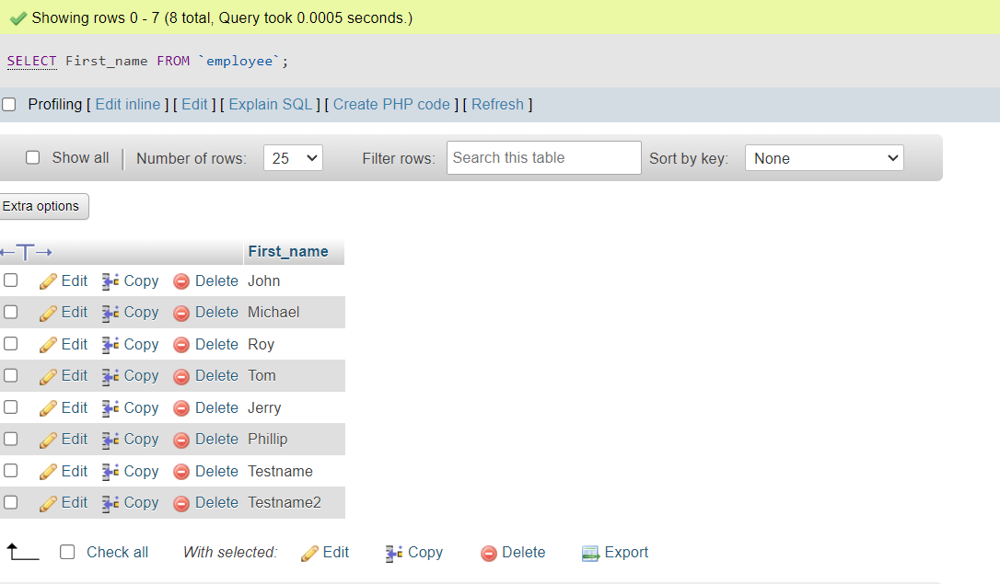 Showing rows 0 - 7 (8 total, Query took 0.0005 seconds.)
SELECT First_name FROM `employee`;
Profiling [ Edit inline ] [ Edit ] [ Explain SQL ] [ Create PHP code ] [ Refresh ]
Show all Number of rows: 25 Filter rows: Search this table Sort by key: None
Extra options
First_name
Edit Copy Delete John
Edit Copy Delete Michael
Edit Copy Delete Roy
Edit Copy Delete Tom
Edit Copy Delete Jerry
Edit Copy Delete Phillip
Edit Copy Delete Testname
Edit Copy Delete Testname2
Check all With selected: Edit Copy Delete Export